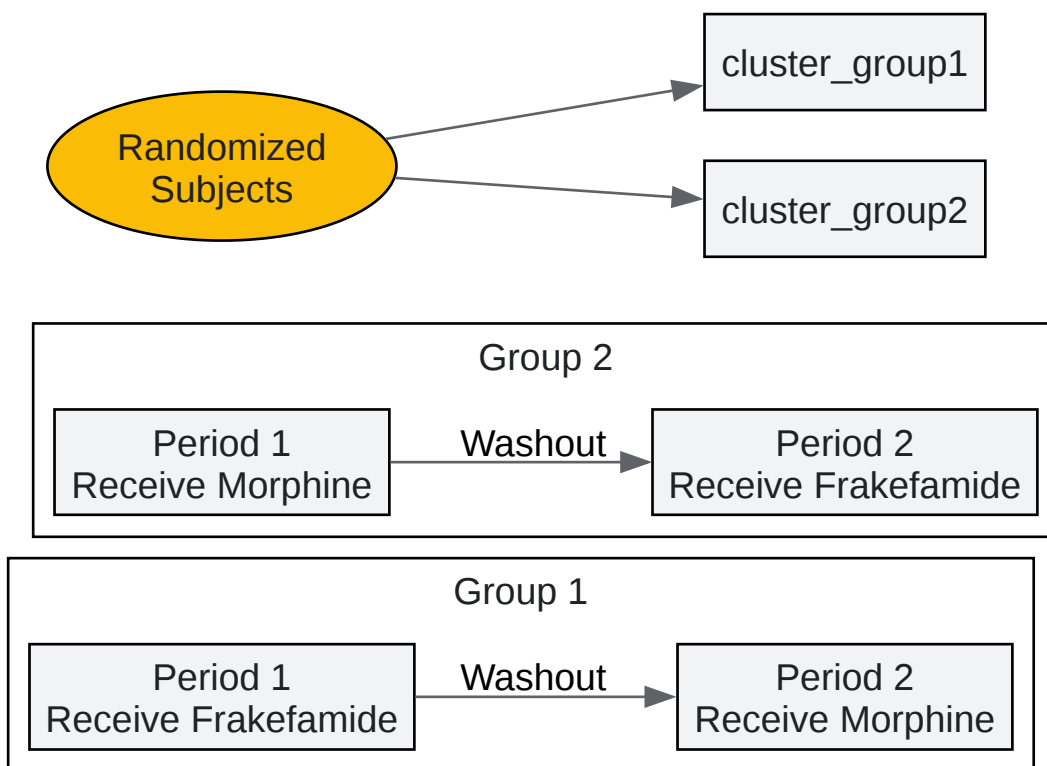 cluster_group1
Randomized
Subjects
cluster_group2
Group 2
Period 1
Receive Morphine
Washout
Period 2
Receive Frakefamide
Group 1
Period 1
Receive Frakefamide
Washout
Period 2
Receive Morphine